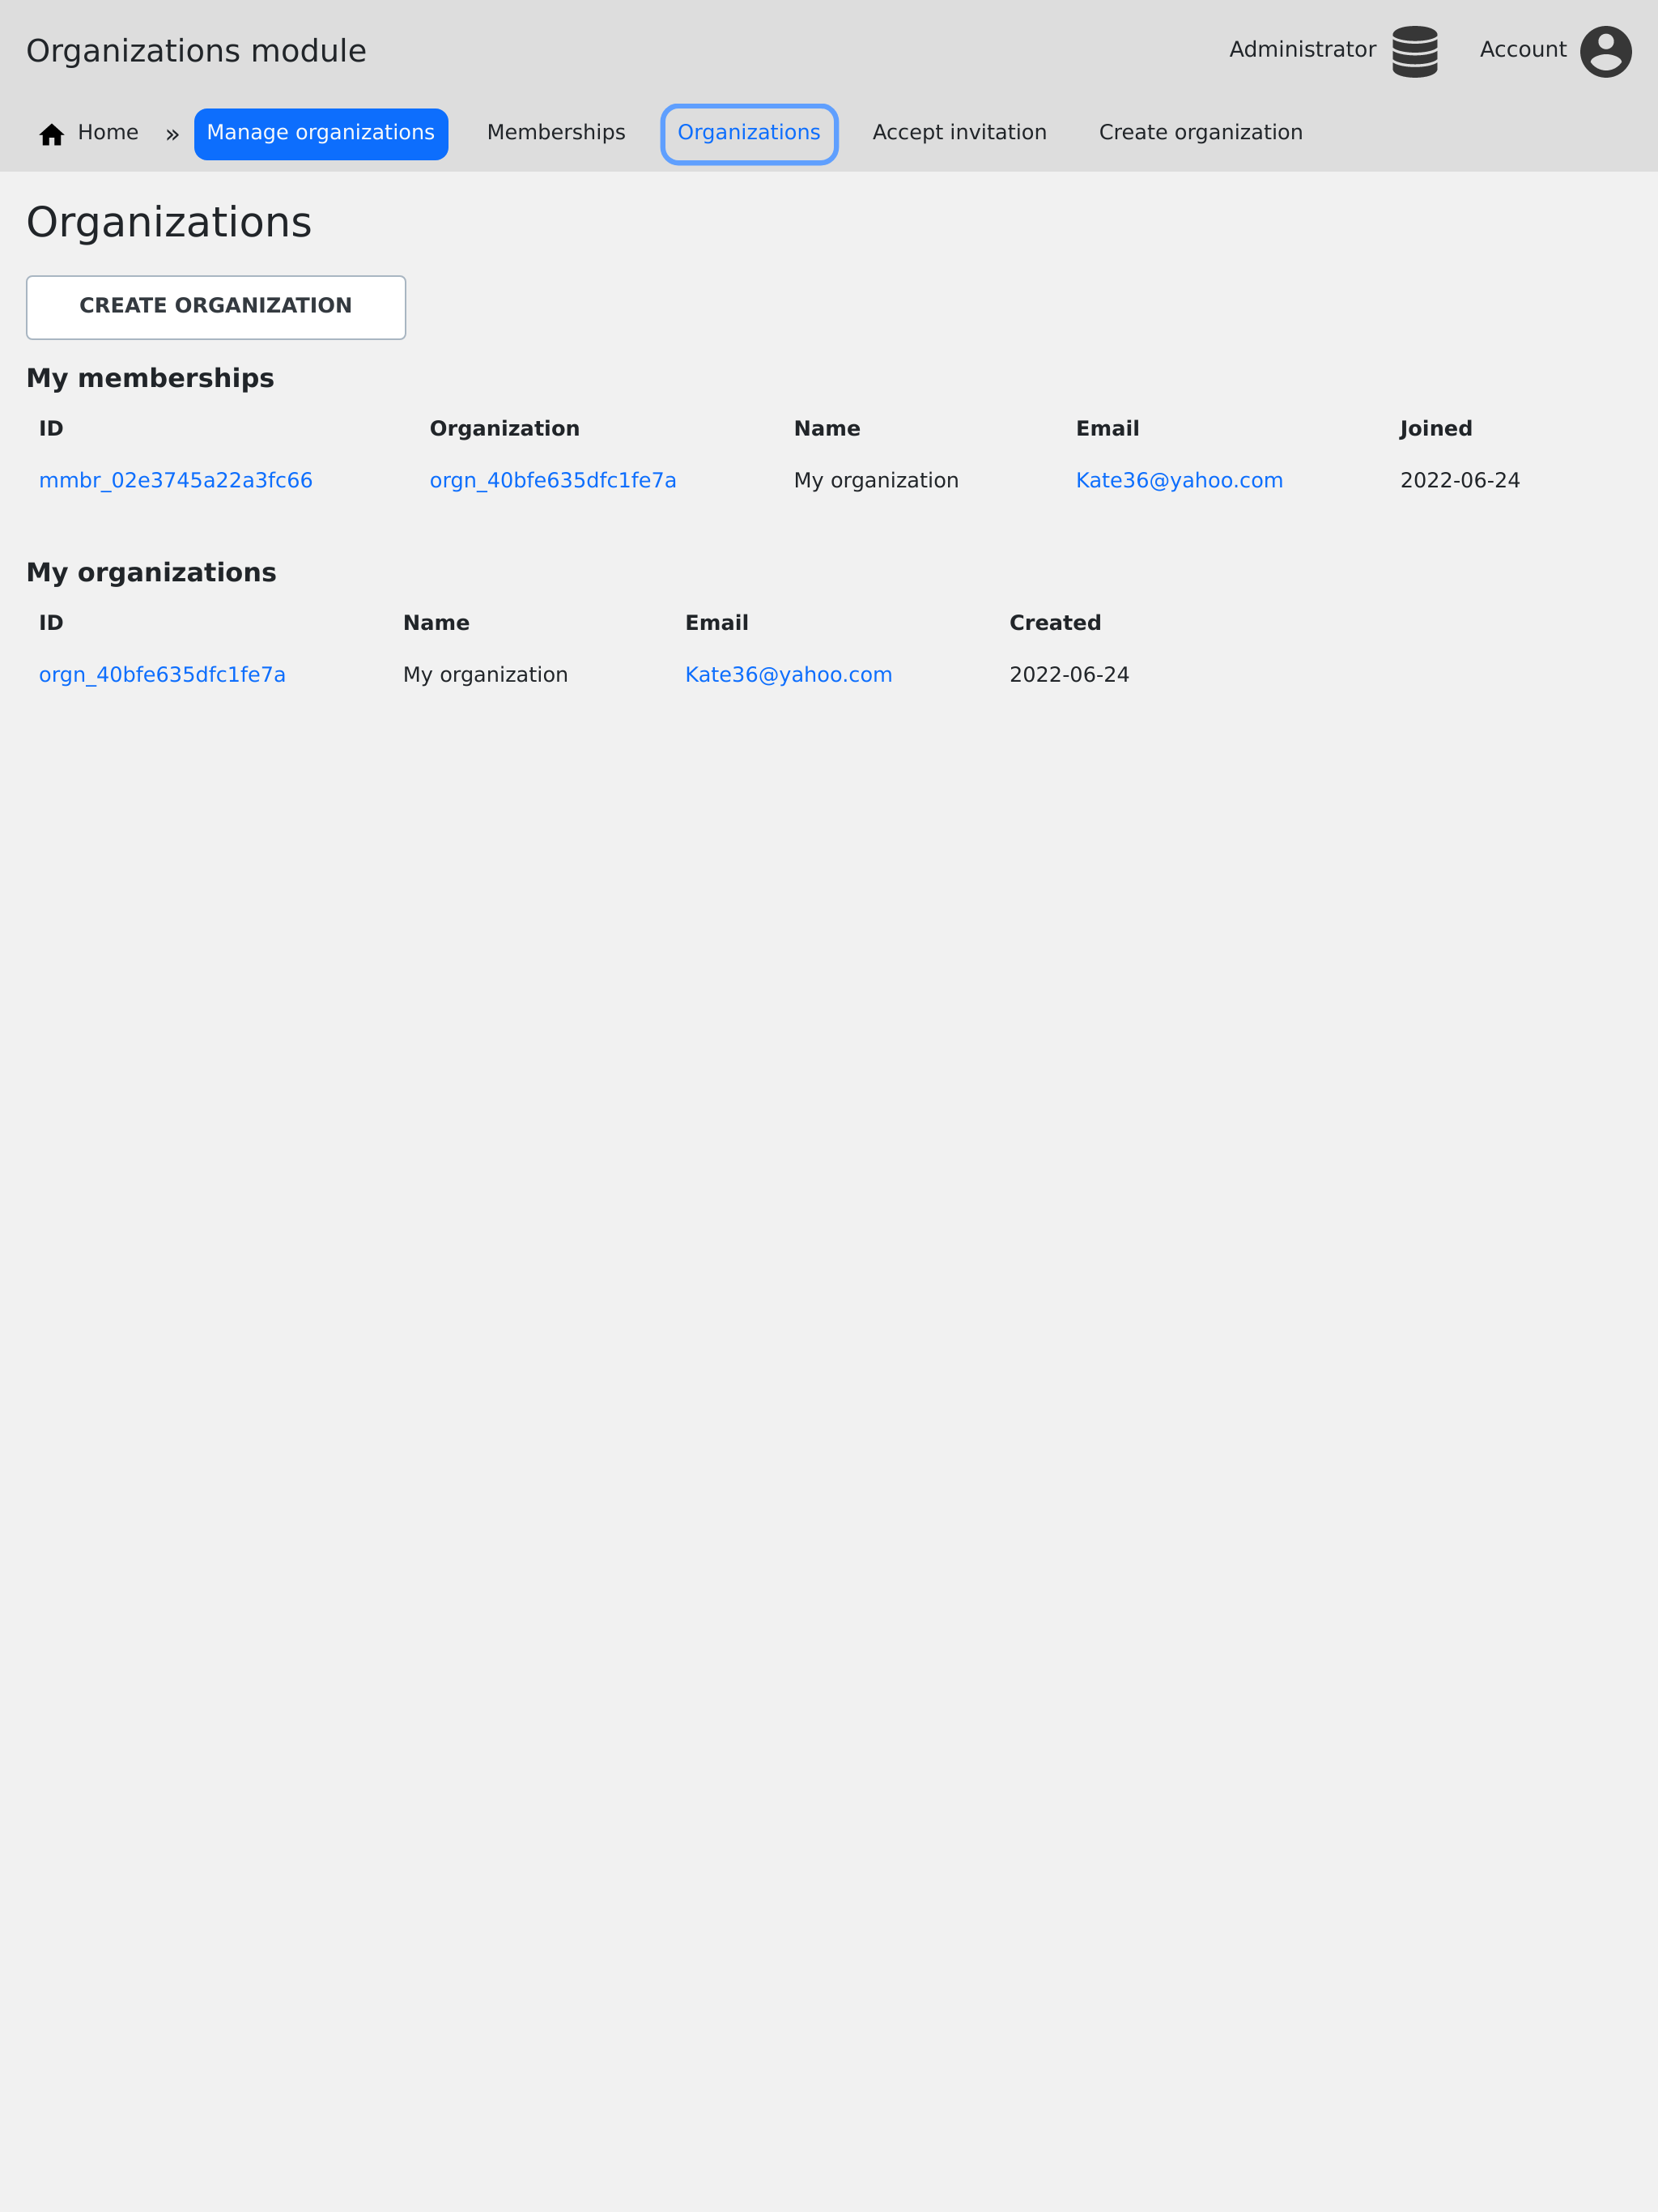 Organizations module
Administrator
Account
Home » Manage organizations Memberships Organizations Accept invitation Create organization
Organizations
CREATE ORGANIZATION
My memberships
ID Organization Name Email Joined
mmbr_02e3745a22a3fc66 orgn_40bfe635dfc1fe7a My organization Kate36@yahoo.com 2022-06-24
My organizations
ID Name Email Created
orgn_40bfe635dfc1fe7a My organization Kate36@yahoo.com 2022-06-24